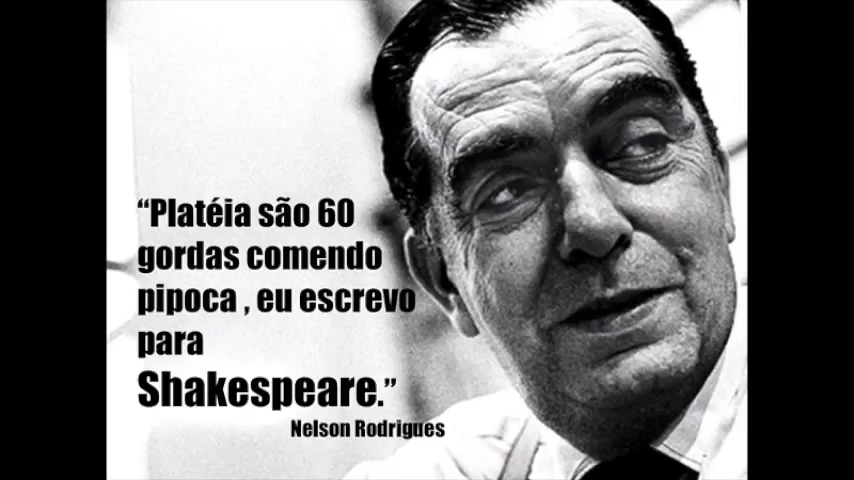 “Platéia são 60
gordas comendo
pipoca , eu escrevo
para
Shakespeare.”
Nelson Rodrigues